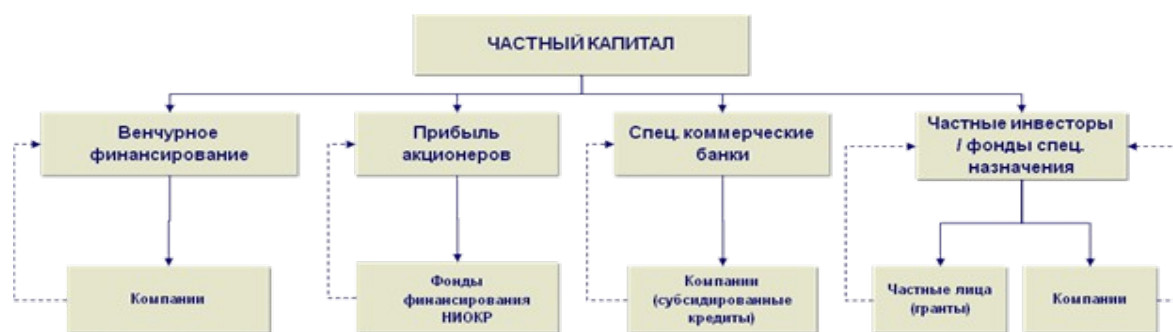 ЧАСТНЫЙ КАПИТАЛ
Венчурное
финансирование
Прибыль
акционеров
Спец. коммерческие
банки
Частные инвесторы
/ фонды спец.
назначения
Компании
Фонды
финансирования
НИОКР
Компании
(субсидированные
кредиты)
Частные лица
(гранты)
Компании